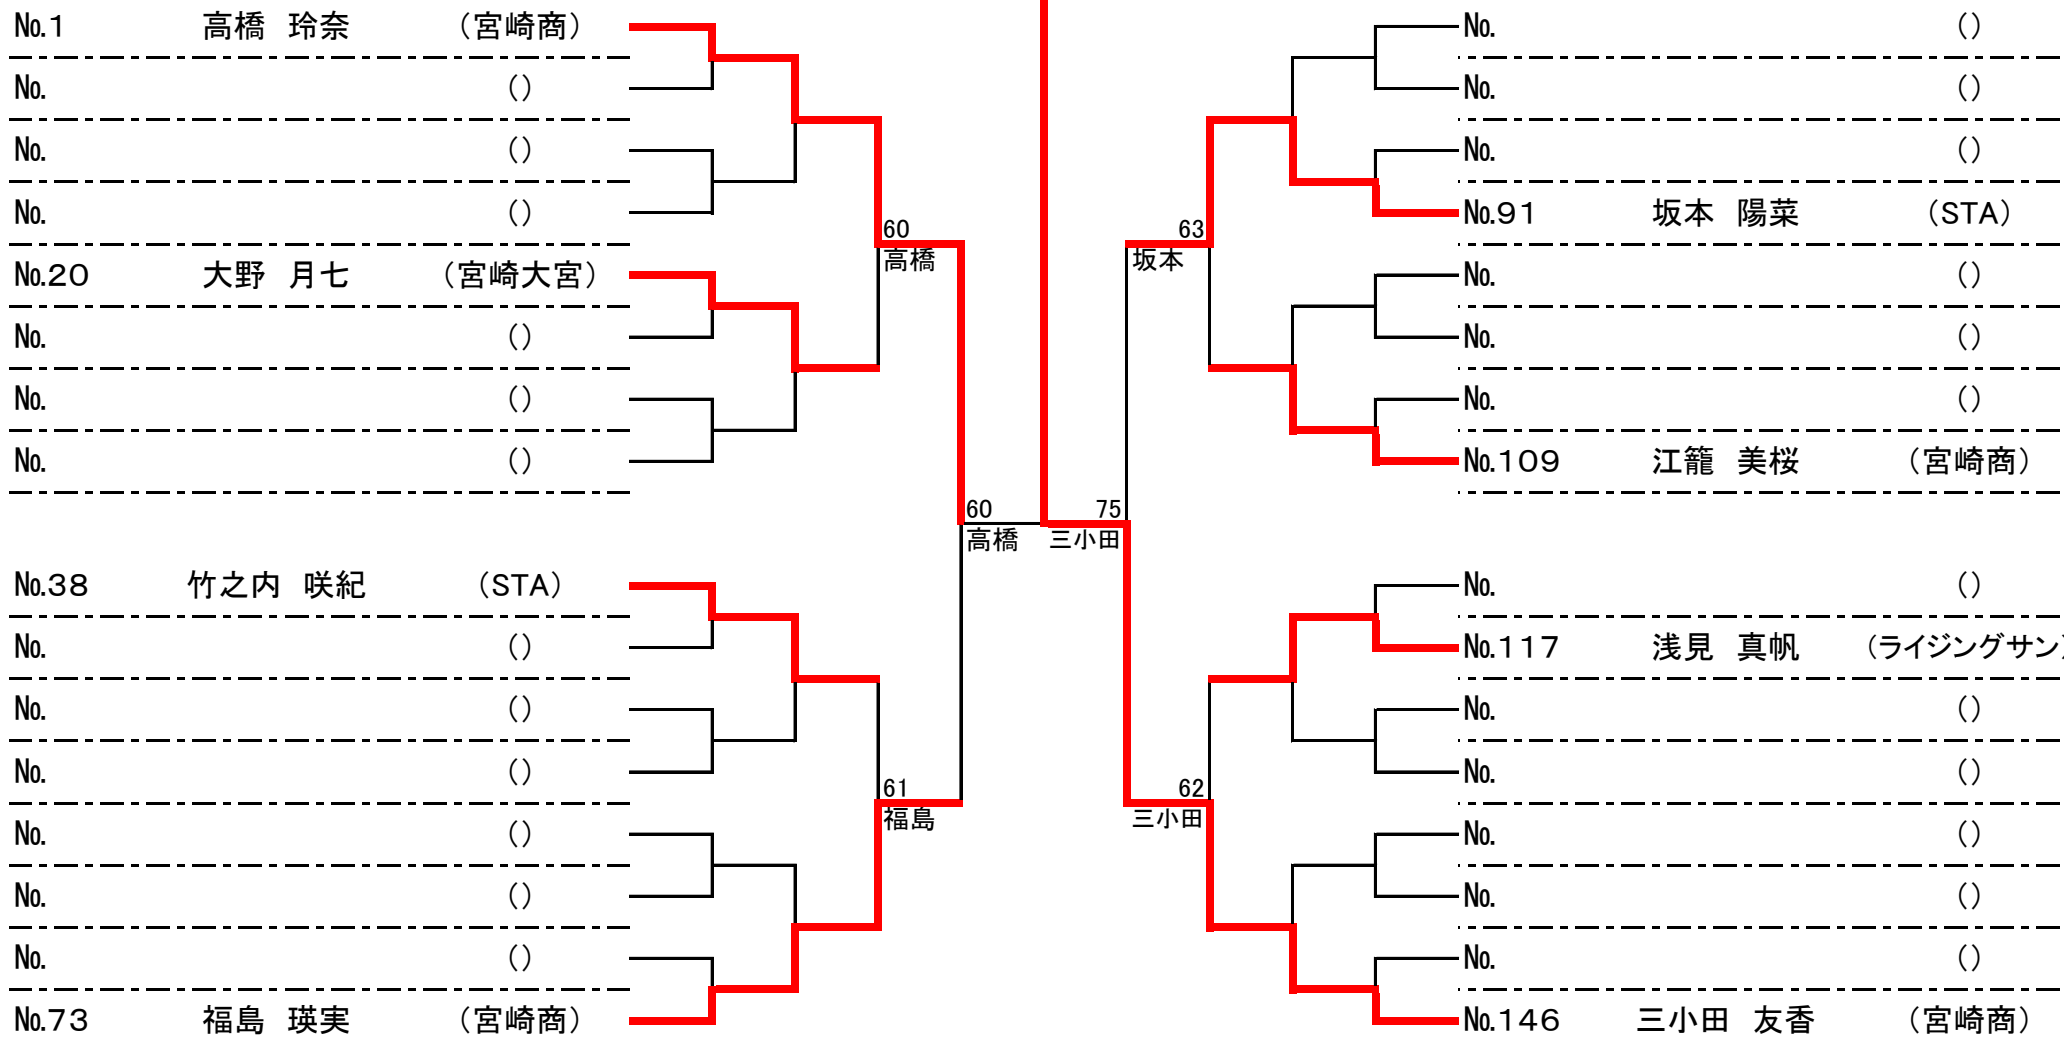 No.1 高橋 玲奈 (宮崎商)
No. ()
No. ()
No. ()
No.20 大野 月七 (宮崎大宮)
No. ()
No. ()
No. ()
No.38 竹之内 咲紀 (STA)
No. ()
No. ()
No. ()
No. ()
No. ()
No. ()
No.73 福島 瑛実 (宮崎商)
60
高橋
61
福島
60
高橋
75
三小田
63
坂本
62
三小田
No. ()
No. ()
No. ()
No.91 坂本 陽菜 (STA)
No. ()
No. ()
No. ()
No.109 江籠 美桜 (宮崎商)
No. ()
No.117 浅見 真帆 (ライジングサン)
No. ()
No. ()
No. ()
No. ()
No. ()
No.146 三小田 友香 (宮崎商)